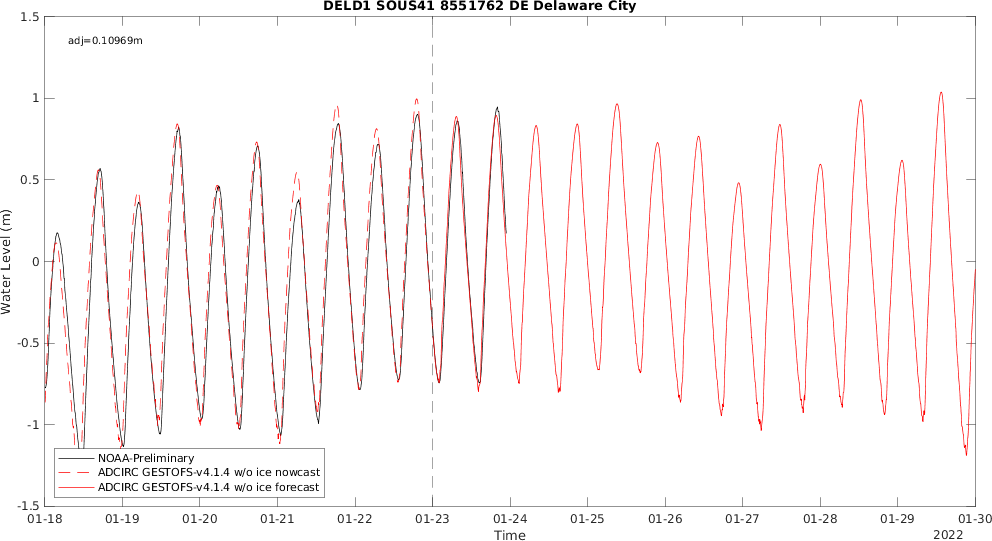 DELD1 SOUS41 8551762 DE Delaware City
1.5
adj=0.10969m
1
0.5
0
-0.5
-1
-1.5
Water Level (m)
NOAA-Preliminary
ADCIRC GESTOFS-v4.1.4 w/o ice nowcast
ADCIRC GESTOFS-v4.1.4 w/o ice forecast
01-18 01-19 01-20 01-21 01-22 01-23 01-24 01-25 01-26 01-27 01-28 01-29 01-30
Time
2022